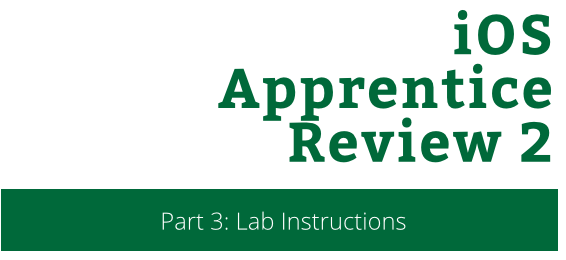 iOS
Apprentice
Review 2
Part 3: Lab Instructions